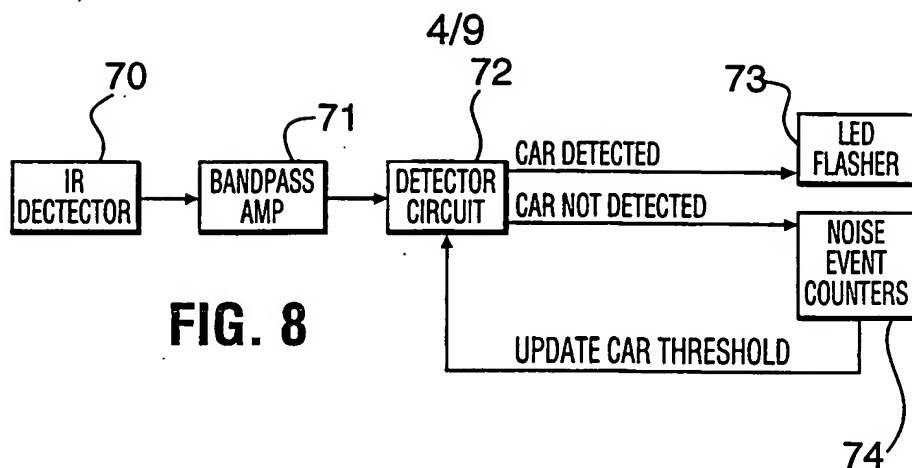 4/9
70
71
72
73
IR
DECTECTOR
BANDPASS
AMP
DETECTOR
CIRCUIT
CAR DETECTED
CAR NOT DETECTED
LED
FLASHER
NOISE
EVENT
COUNTERS
FIG. 8
UPDATE CAR THRESHOLD
74